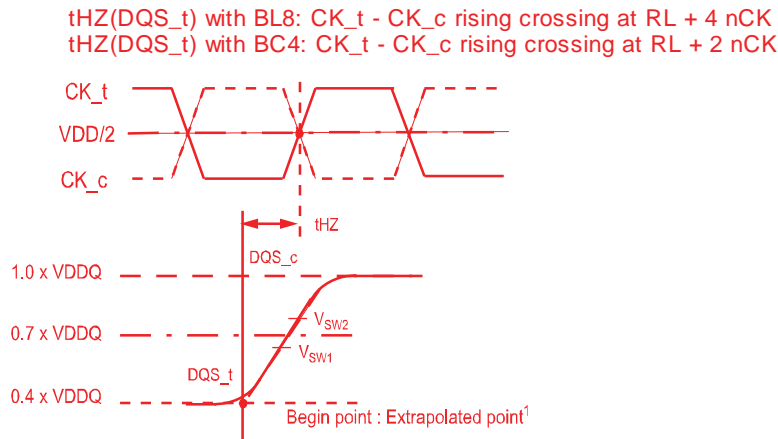 tHZ(DQS_t) with BL8: CK_t - CK_c rising crossing at RL + 4 nCK
tHZ(DQS_t) with BC4: CK_t - CK_c rising crossing at RL + 2 nCK
CK_t
VDD/2
CK_c
tHZ
DQS_c
1.0 x VDDQ
VSW2
0.7 x VDDQ
VSW1
DQS_t
0.4 x VDDQ
Begin point : Extrapolated point1